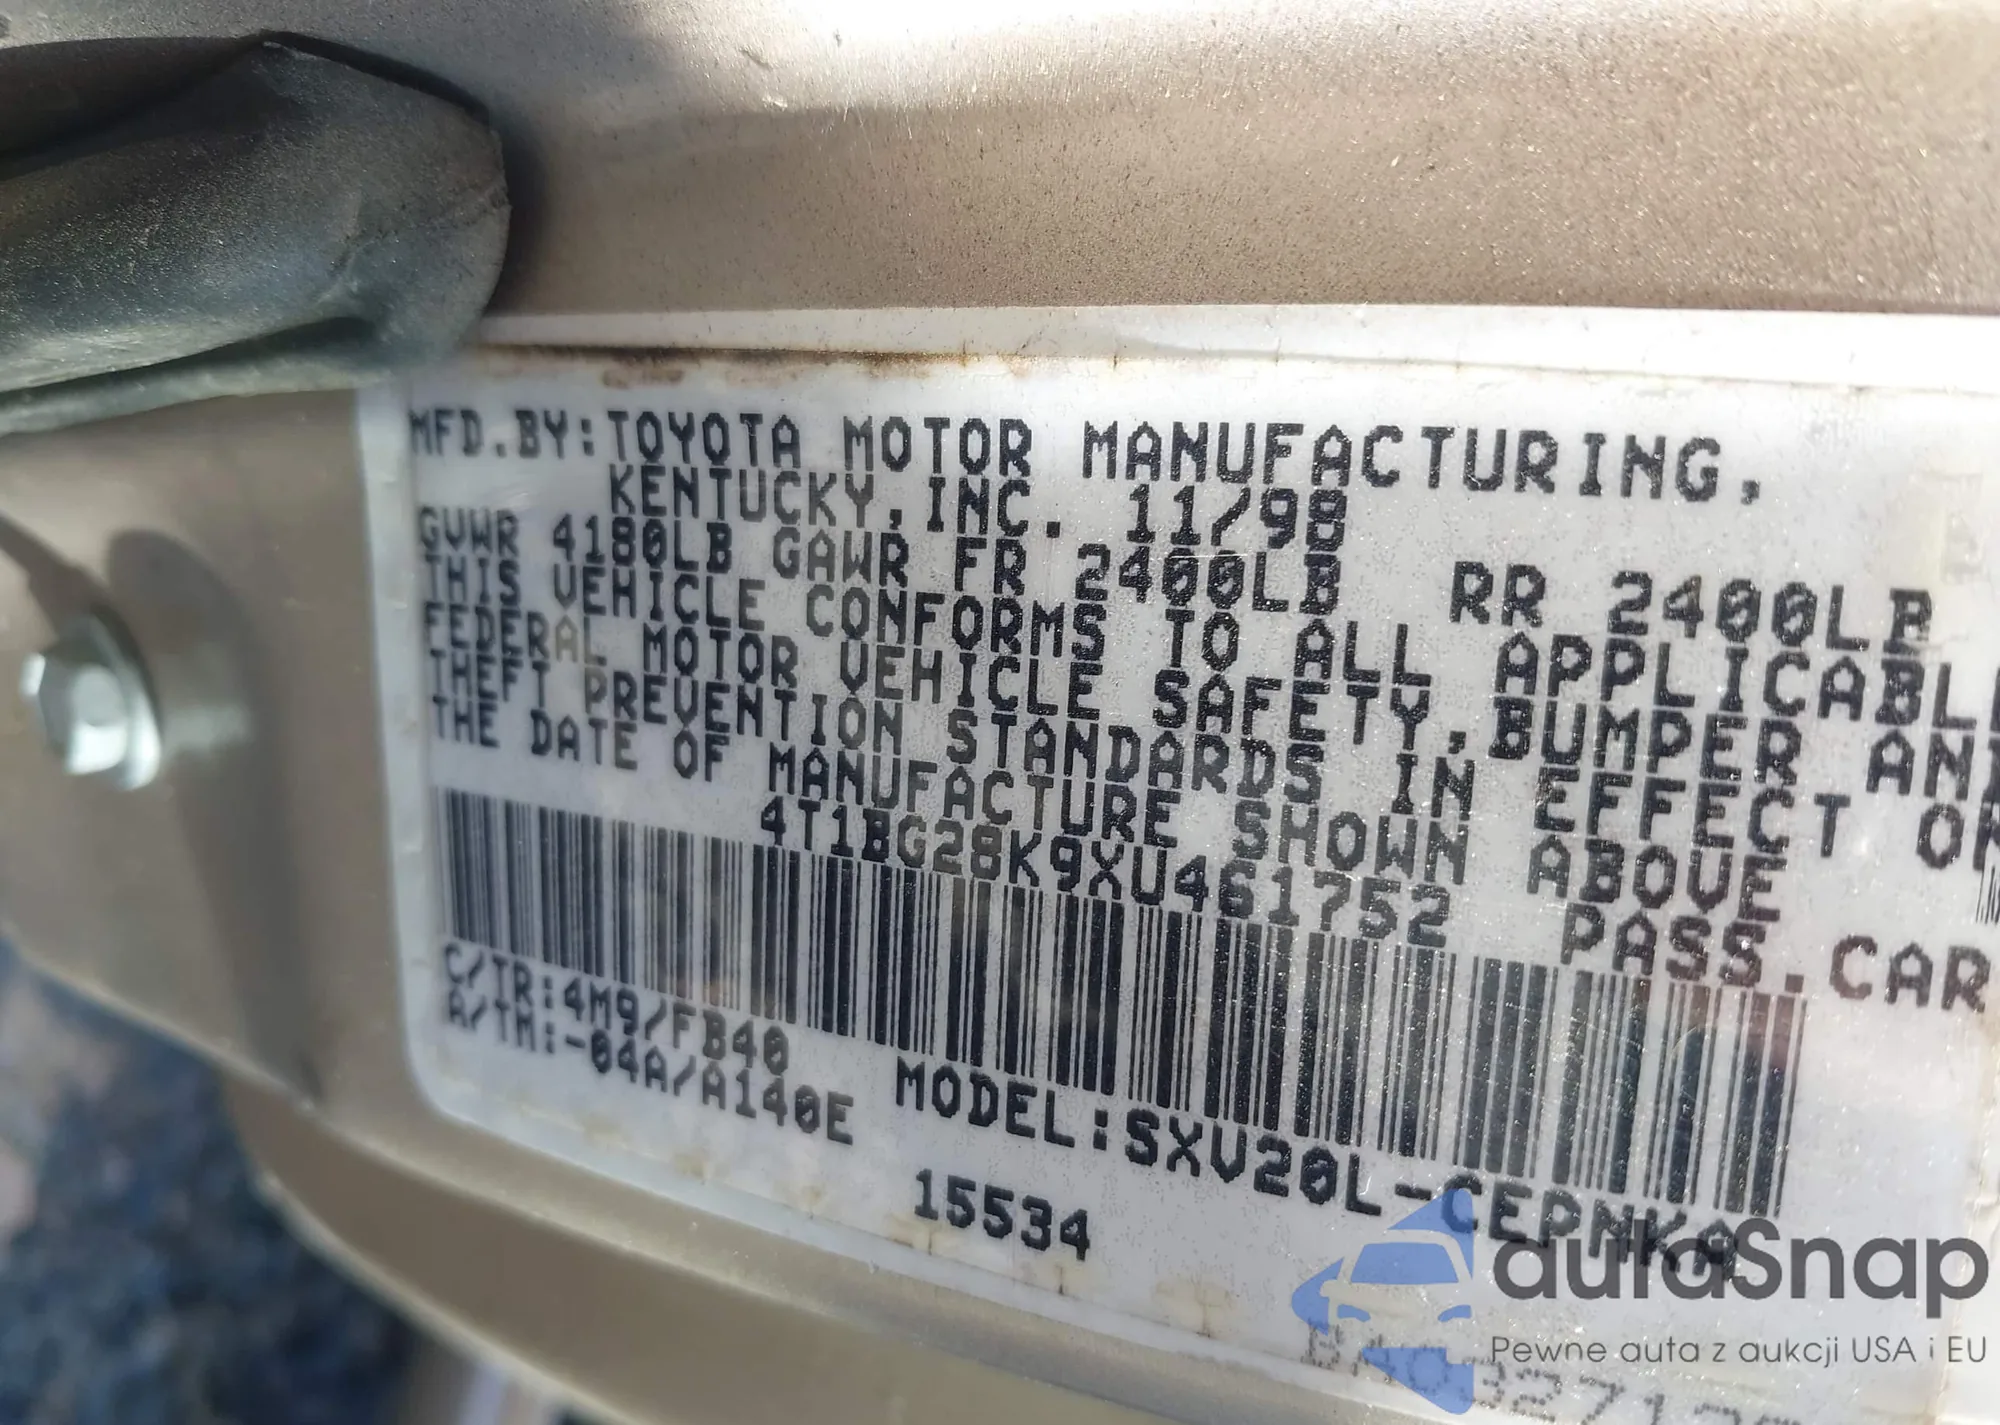 MFD.BY:TOYOTA MOTOR MANUFACTURING,
KENTUCKY,INC. 11/98
GVWR 4180LB GAWR FR 2400LB RR 2400LB
THIS VEHICLE CONFORMS TO ALL APPLICABLE
FEDERAL MOTOR VEHICLE SAFETY,BUMPER AND
THEFT PREVENTION STANDARDS IN EFFECT ON
THE DATE OF MANUFACTURE SHOWN ABOVE
4T1BG28K9XU461752 PASS.CAR
C/TR:4M9/FB40
A/TM:-04A/A140E MODEL:SXV20L-CEPNKA
15534
autaSnap
Pewne auta z aukcji USA i EU